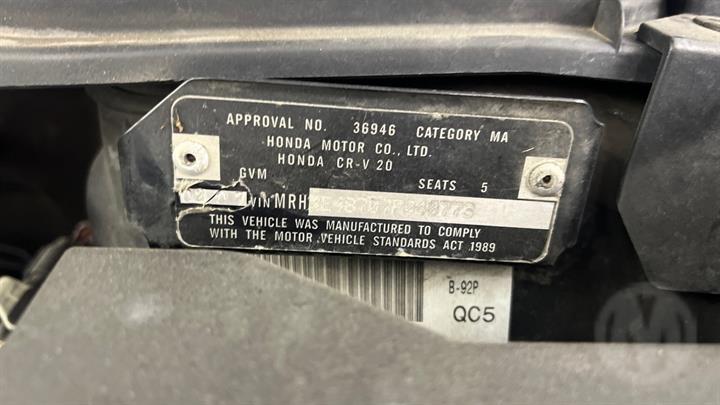 APPROVAL NO. 36946 CATEGORY MA
HONDA MOTOR CO., LTD.
HONDA CR-V 20
GVM
SEATS 5
VIN MRH
THIS VEHICLE WAS MANUFACTURED TO COMPLY
WITH THE MOTOR VEHICLE STANDARDS ACT 1989
B-92P
QC5
M